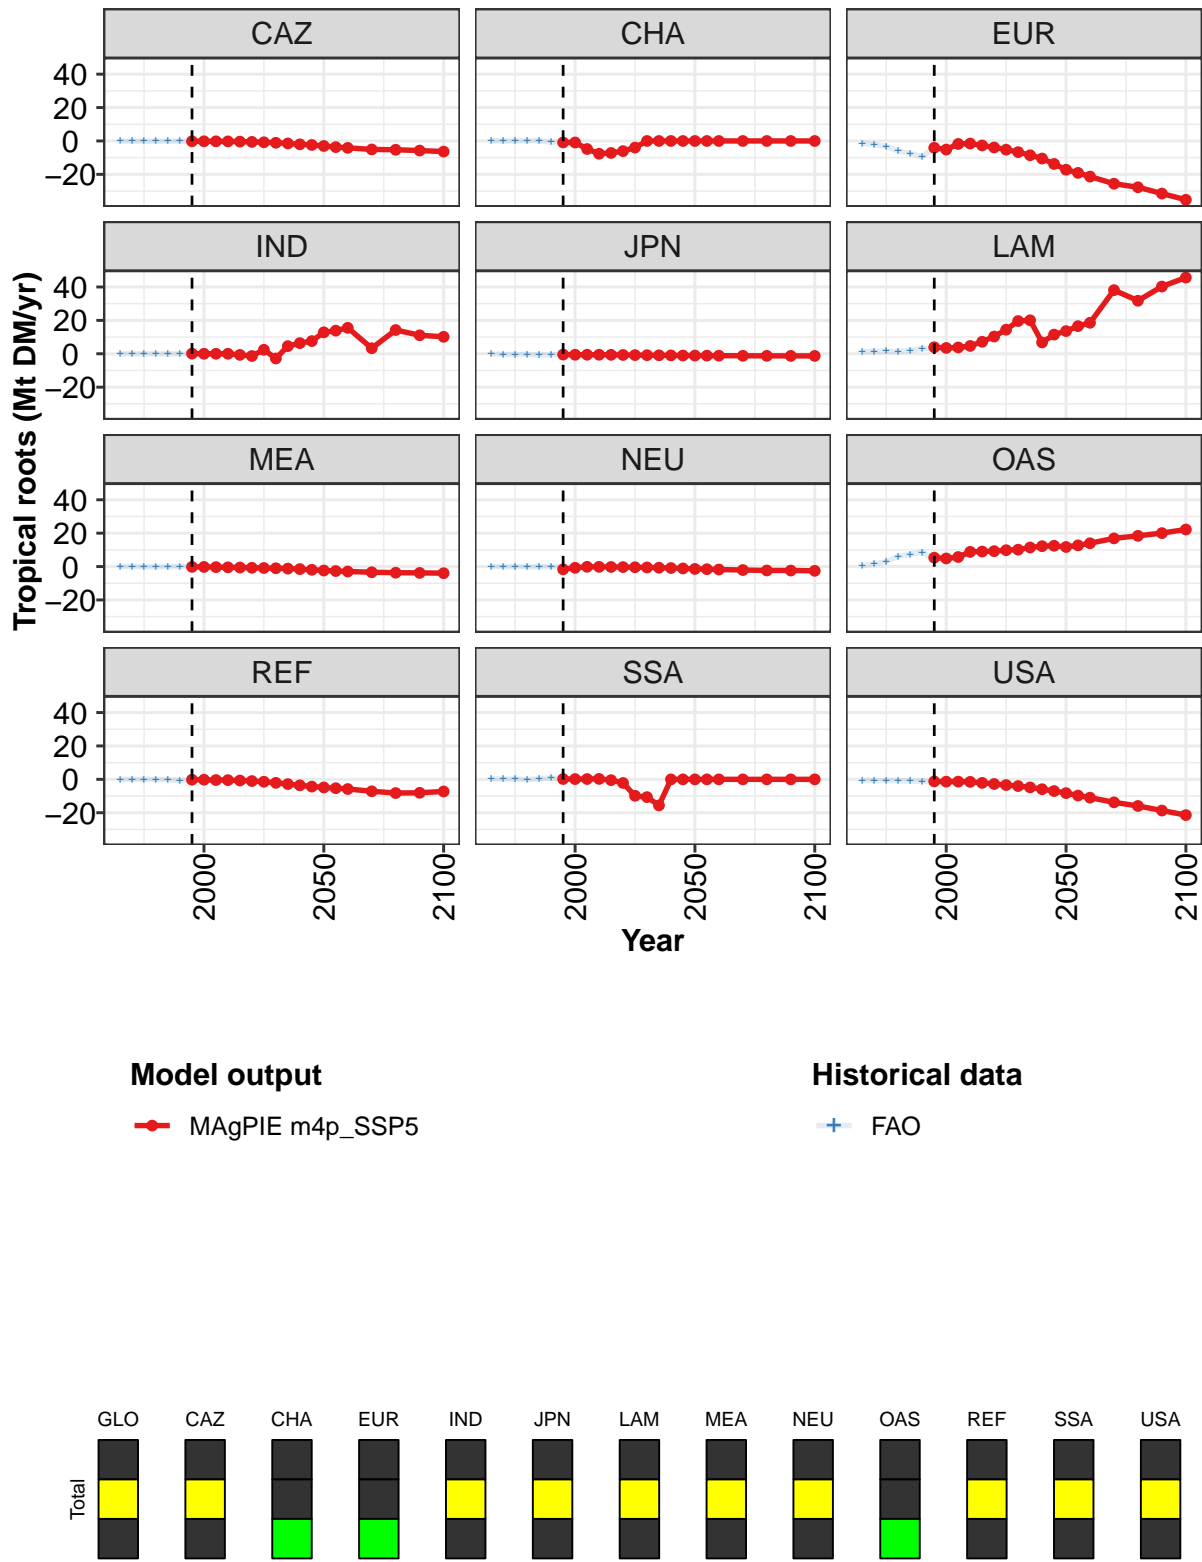 CAZ CHA EUR
40
20
0
−20
IND JPN LAM
40
20
0
−20
MEA NEU OAS
40
20
0
−20
REF SSA USA
40
20
0
−20
Tropical roots (Mt DM/yr)
2000 2050 2100 2000 2050 2100 2000 2050 2100
Year
Model output Historical data
MAgPIE m4p_SSP5 FAO
GLO CAZ CHA EUR IND JPN LAM MEA NEU OAS REF SSA USA
Total